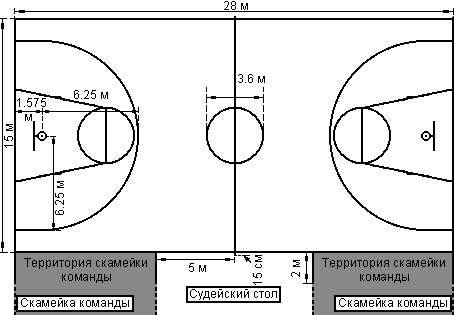 28 м
1.575
м
6.25 м
3.6 м
15 м
6.25 м
Территория скамейки
команды
5 м
15 см
2 м
Территория скамейки
команды
Скамейка команды
Судейский стол
Скамейка команды